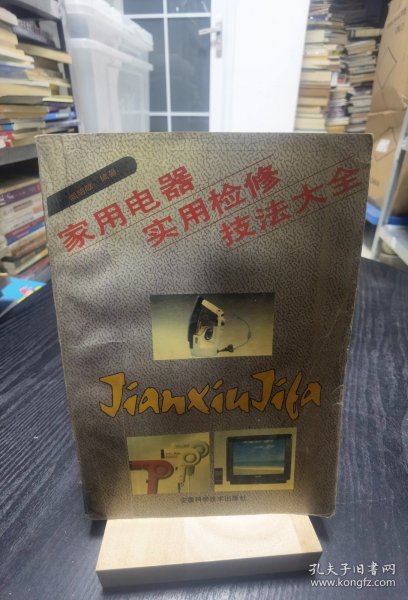 家用电器
实用检修
技法大全
JianxiuJifa
安徽科学技术出版社
孔夫子旧书网
www.kongfz.com